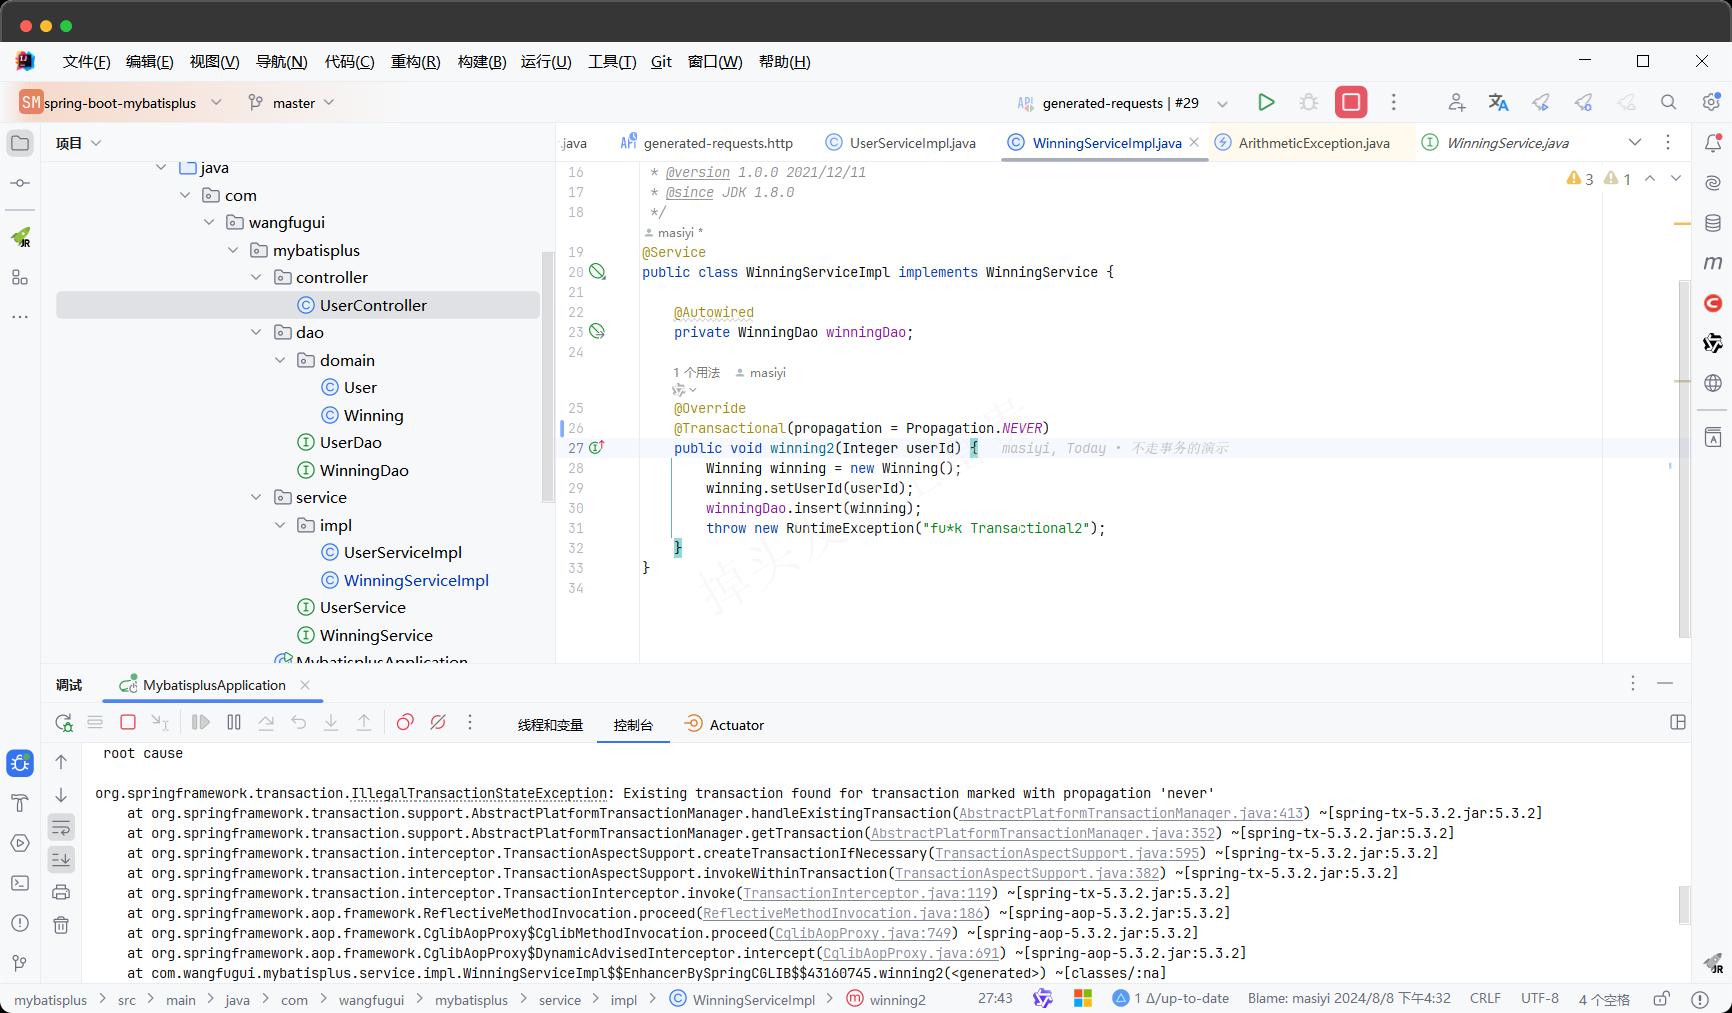 文件(F) 编辑(E) 视图(V) 导航(N) 代码(C) 重构(R) 构建(B) 运行(U) 工具(T) Git 窗口(W) 帮助(H)
SM spring-boot-mybatisplus master API generated-requests | #29
项目
java
com
wangfugui
mybatisplus
controller
UserController
dao
domain
User
Winning
UserDao
WinningDao
service
impl
UserServiceImpl
WinningServiceImpl
UserService
WinningService
MybatisplusApplication
.java API generated-requests.http UserServiceImpl.java WinningServiceImpl.java ArithmeticException.java WinningService.java
3 1
16 * @version 1.0.0 2021/12/11
17 * @since JDK 1.8.0
18 */
masiyi *
19 @Service
20 public class WinningServiceImpl implements WinningService {
21
22 @Autowired
23 private WinningDao winningDao;
24
1 个用法 masiyi
25 @Override
26 @Transactional(propagation = Propagation.NEVER)
27 public void winning2(Integer userId) { masiyi, Today • 不走事务的演示
28 Winning winning = new Winning();
29 winning.setUserId(userId);
30 winningDao.insert(winning);
31 throw new RuntimeException("fu*k Transactional2");
32 }
33 }
34
调试 MybatisplusApplication
线程和变量 控制台 Actuator
root cause
org.springframework.transaction.IllegalTransactionStateException: Existing transaction found for transaction marked with propagation 'never'
at org.springframework.transaction.support.AbstractPlatformTransactionManager.handleExistingTransaction(AbstractPlatformTransactionManager.java:413) ~[spring-tx-5.3.2.jar:5.3.2]
at org.springframework.transaction.support.AbstractPlatformTransactionManager.getTransaction(AbstractPlatformTransactionManager.java:352) ~[spring-tx-5.3.2.jar:5.3.2]
at org.springframework.transaction.interceptor.TransactionAspectSupport.createTransactionIfNecessary(TransactionAspectSupport.java:595) ~[spring-tx-5.3.2.jar:5.3.2]
at org.springframework.transaction.interceptor.TransactionAspectSupport.invokeWithinTransaction(TransactionAspectSupport.java:382) ~[spring-tx-5.3.2.jar:5.3.2]
at org.springframework.transaction.interceptor.TransactionInterceptor.invoke(TransactionInterceptor.java:119) ~[spring-tx-5.3.2.jar:5.3.2]
at org.springframework.aop.framework.ReflectiveMethodInvocation.proceed(ReflectiveMethodInvocation.java:186) ~[spring-aop-5.3.2.jar:5.3.2]
at org.springframework.aop.framework.CglibAopProxy$CglibMethodInvocation.proceed(CglibAopProxy.java:749) ~[spring-aop-5.3.2.jar:5.3.2]
at org.springframework.aop.framework.CglibAopProxy$DynamicAdvisedInterceptor.intercept(CglibAopProxy.java:691) ~[spring-aop-5.3.2.jar:5.3.2]
at com.wangfugui.mybatisplus.service.impl.WinningServiceImpl$$EnhancerBySpringCGLIB$$43160745.winning2(<generated>) ~[classes/:na]
mybatisplus > src > main > java > com > wangfugui > mybatisplus > service > impl > WinningServiceImpl > winning2 27:43 1 Δ/up-to-date Blame: masiyi 2024/8/8 下午4:32 CRLF UTF-8 4 个空格